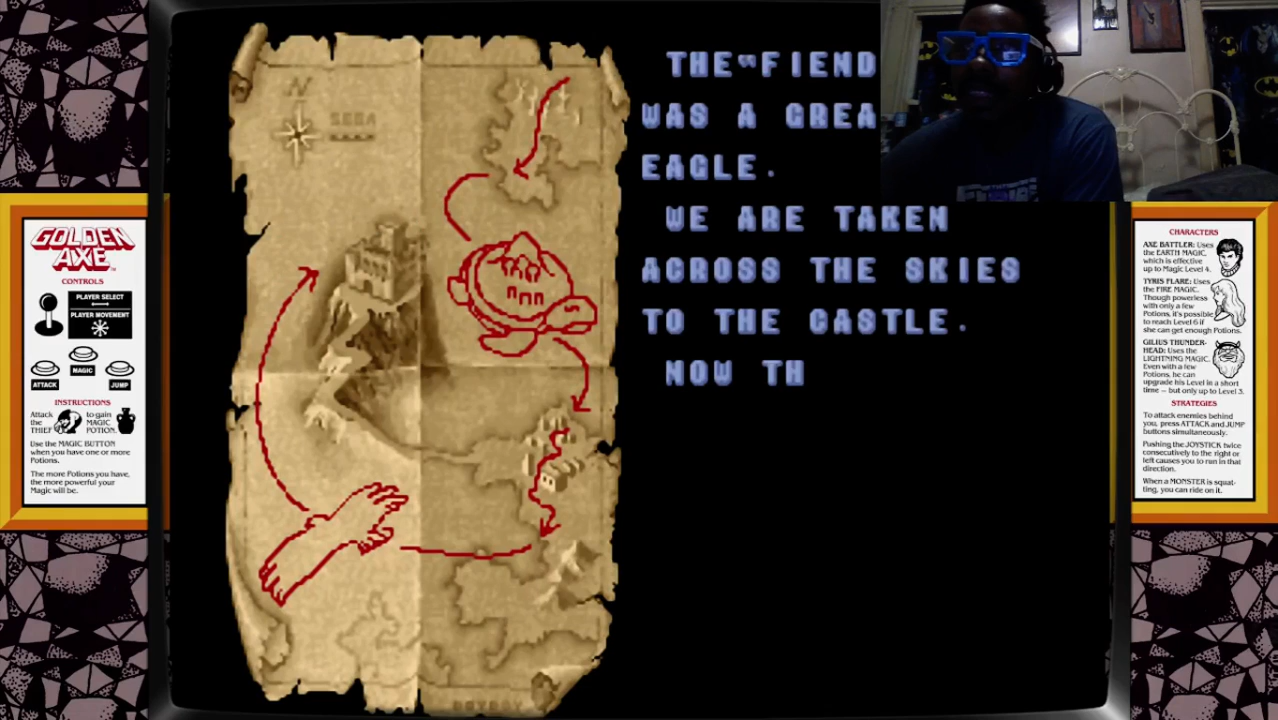 GOLDEN
AXE
TM
CONTROLS
PLAYER SELECT
PLAYER MOVEMENT
ATTACK
MAGIC
JUMP
INSTRUCTIONS
Attack
the
THIEF
to gain
MAGIC
POTION.
Use the MAGIC BUTTON
when you have one or more
Potions.
The more Potions you have,
the more powerful your
Magic will be.
N
SEGA
THE FIEND
WAS A GREA
EAGLE.
WE ARE TAKEN
ACROSS THE SKIES
TO THE CASTLE.
NOW TH
CHARACTERS
AXE BATTLER: Uses
the EARTH MAGIC,
which is effective
up to Magic Level 4.
TYRIS FLARE: Uses
the FIRE MAGIC.
Though powerless
with only a few
Potions, it's possible
to reach Level 6 if
she can get enough Potions.
GILIUS THUNDER-
HEAD: Uses the
LIGHTNING MAGIC.
Even with a few
Potions, he can
upgrade his Level in a short
time – but only up to Level 3.
STRATEGIES
To attack enemies behind
you, press ATTACK and JUMP
buttons simultaneously.
Pushing the JOYSTICK twice
consecutively to the right or
left causes you to run in that
direction.
When a MONSTER is squat-
ting, you can ride on it.